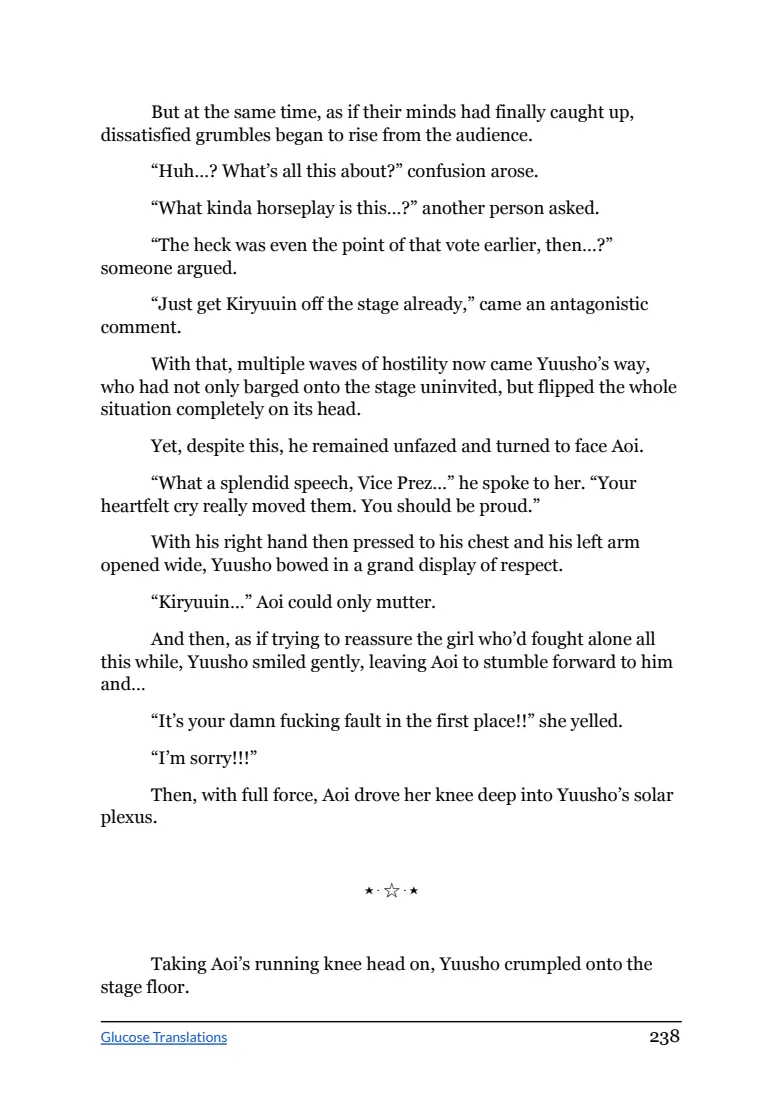 But at the same time, as if their minds had finally caught up,
dissatisfied grumbles began to rise from the audience.
“Huh…? What’s all this about?” confusion arose.
“What kinda horseplay is this…?” another person asked.
“The heck was even the point of that vote earlier, then…?”
someone argued.
“Just get Kiryuuin off the stage already,” came an antagonistic
comment.
With that, multiple waves of hostility now came Yuusho’s way,
who had not only barged onto the stage uninvited, but flipped the whole
situation completely on its head.
Yet, despite this, he remained unfazed and turned to face Aoi.
“What a splendid speech, Vice Prez…” he spoke to her. “Your
heartfelt cry really moved them. You should be proud.”
With his right hand then pressed to his chest and his left arm
opened wide, Yuusho bowed in a grand display of respect.
“Kiryuuin…” Aoi could only mutter.
And then, as if trying to reassure the girl who’d fought alone all
this while, Yuusho smiled gently, leaving Aoi to stumble forward to him
and…
“It’s your damn fucking fault in the first place!!” she yelled.
“I’m sorry!!!”
Then, with full force, Aoi drove her knee deep into Yuusho’s solar
plexus.
⋆·☆·⋆
Taking Aoi’s running knee head on, Yuusho crumpled onto the
stage floor.
Glucose Translations 238